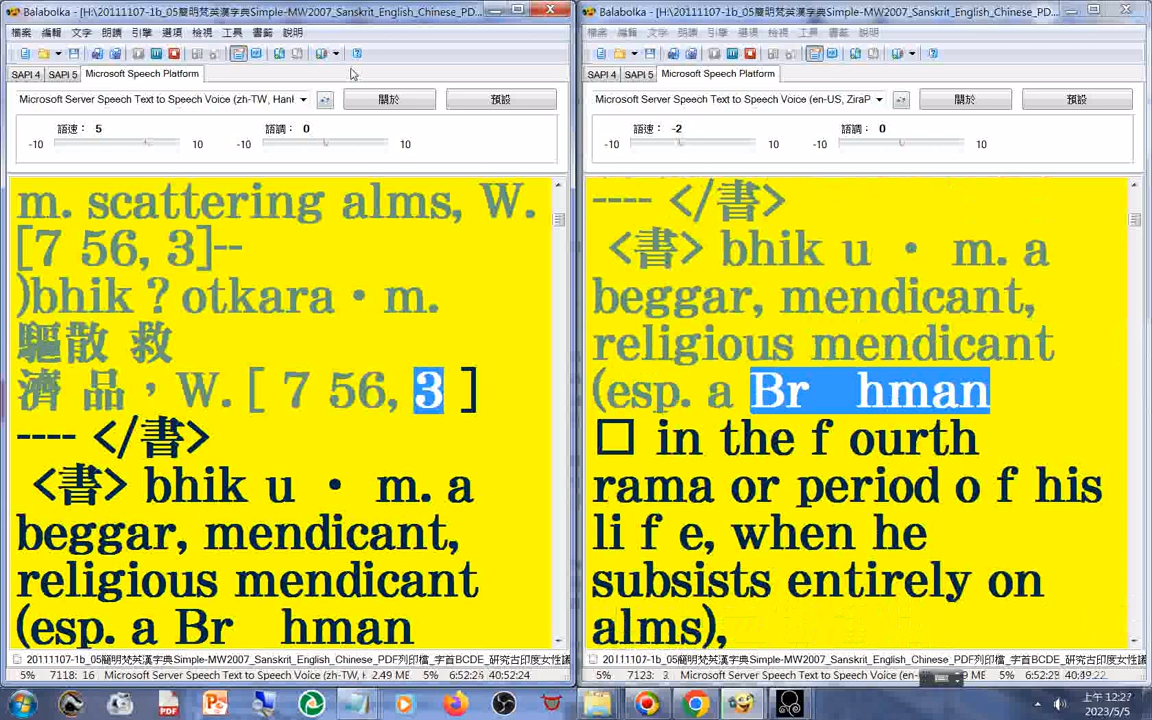 Balabolka - [H:\20111107-1b_05簡明梵英漢字典Simple-MW2007_Sanskrit_English_Chinese_PD...
檔案 編輯 文字 朗讀 引擎 選項 檢視 工具 書籤 說明
SAPI 4 SAPI 5 Microsoft Speech Platform
Microsoft Server Speech Text to Speech Voice (zh-TW, Hanl
關於 預設
語速： 5 語調： 0
-10 10 -10 10
m. scattering alms, W.
[7 56, 3]--
)bhik ? otkara • m.
驅散 救
濟 品，W. [ 7 56, 3 ]
---- </書>
<書> bhik u • m. a
beggar, mendicant,
religious mendicant
(esp. a Br hman
20111107-1b_05簡明梵英漢字典Simple-MW2007_Sanskrit_English_Chinese_PDF列印檔_字首BCDE_研究古印度女性議
5% 7118: 16 Microsoft Server Speech Text to Speech Voice (zh-TW, H 2.49 ME 5% 6:52:26 40:52:24
Balabolka - [H:\20111107-1b_05簡明梵英漢字典Simple-MW2007_Sanskrit_English_Chinese_PD...
檔案 編輯 文字 朗讀 引擎 選項 檢視 工具 書籤 說明
SAPI 4 SAPI 5 Microsoft Speech Platform
Microsoft Server Speech Text to Speech Voice (en-US, ZiraP
關於 預設
語速： -2 語調： 0
-10 10 -10 10
---- </書>
<書> bhik u • m. a
beggar, mendicant,
religious mendicant
(esp. a Br hman
□ in the f ourth
rama or period o f his
li f e, when he
subsists entirely on
alms),
20111107-1b_05簡明梵英漢字典Simple-MW2007_Sanskrit_English_Chinese_PDF列印檔_字首BCDE_研究古印度女性議
5% 7123: Microsoft Server Speech Text to Speech Voice (en-U 5%
上午 12:27
2023/5/5